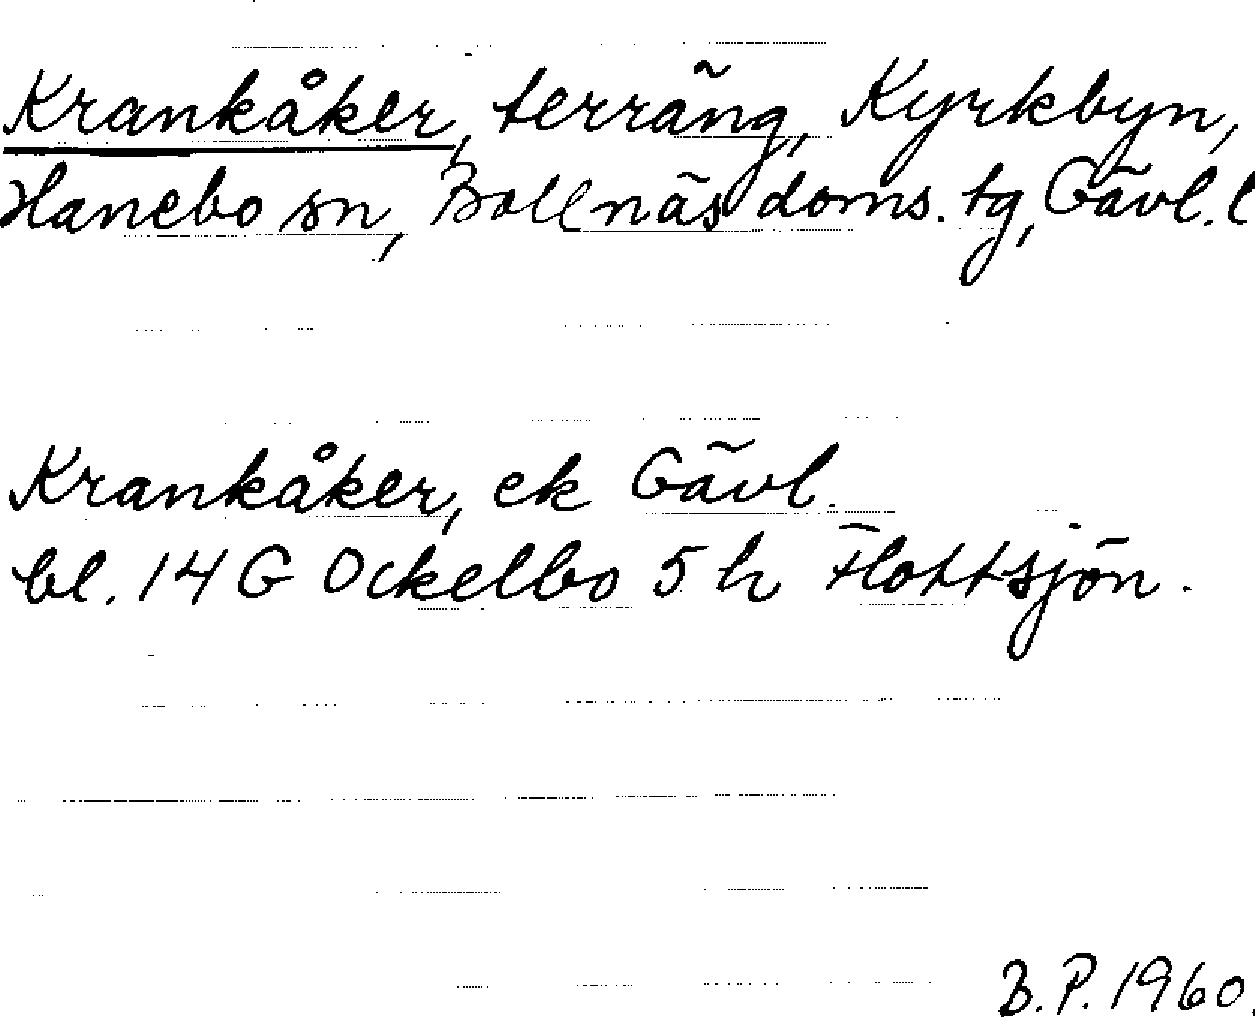 Krankåker, terräng, Kyrkbyn,
Hanebo sn, Bollnäs doms. tg, Gävl. l
Krankåker, ek Gävl.
bl. 14 G Ockelbo 5 h Flottsjön.
B. P. 1960.